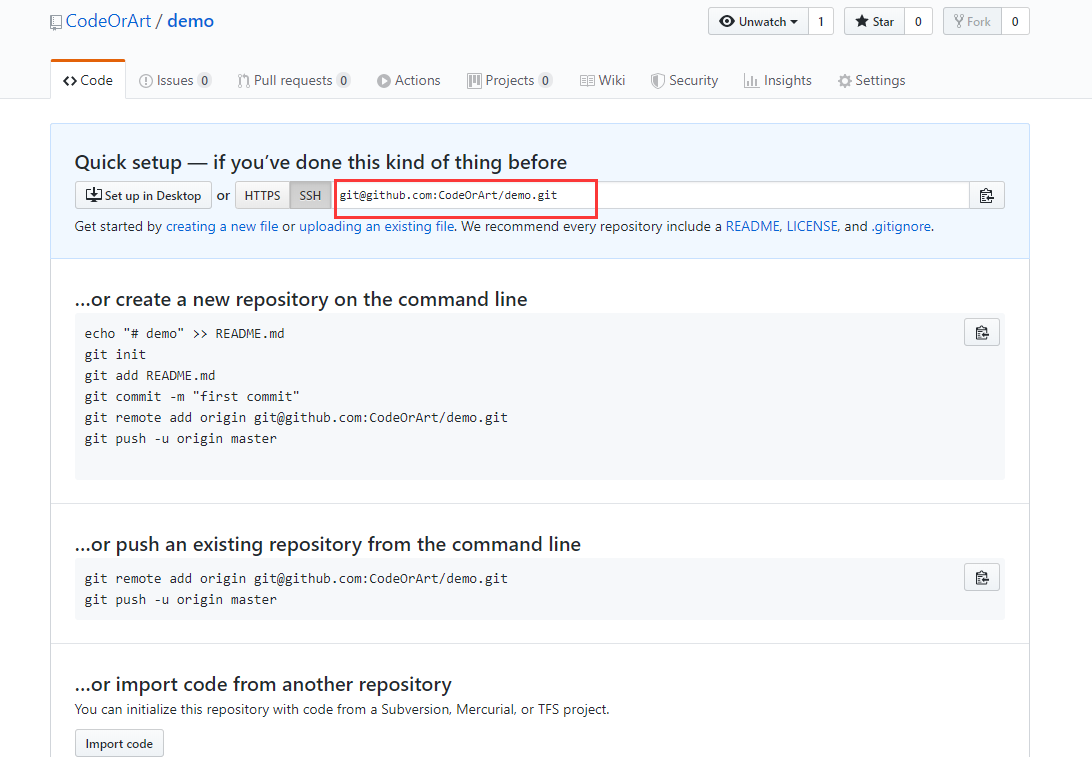 CodeOrArt / demo
Unwatch 1 Star 0 Fork 0
Code Issues 0 Pull requests 0 Actions Projects 0 Wiki Security Insights Settings
Quick setup — if you've done this kind of thing before
Set up in Desktop or HTTPS SSH git@github.com:CodeOrArt/demo.git
Get started by creating a new file or uploading an existing file. We recommend every repository include a README, LICENSE, and .gitignore.
…or create a new repository on the command line
echo "# demo" >> README.md
git init
git add README.md
git commit -m "first commit"
git remote add origin git@github.com:CodeOrArt/demo.git
git push -u origin master
…or push an existing repository from the command line
git remote add origin git@github.com:CodeOrArt/demo.git
git push -u origin master
…or import code from another repository
You can initialize this repository with code from a Subversion, Mercurial, or TFS project.
Import code